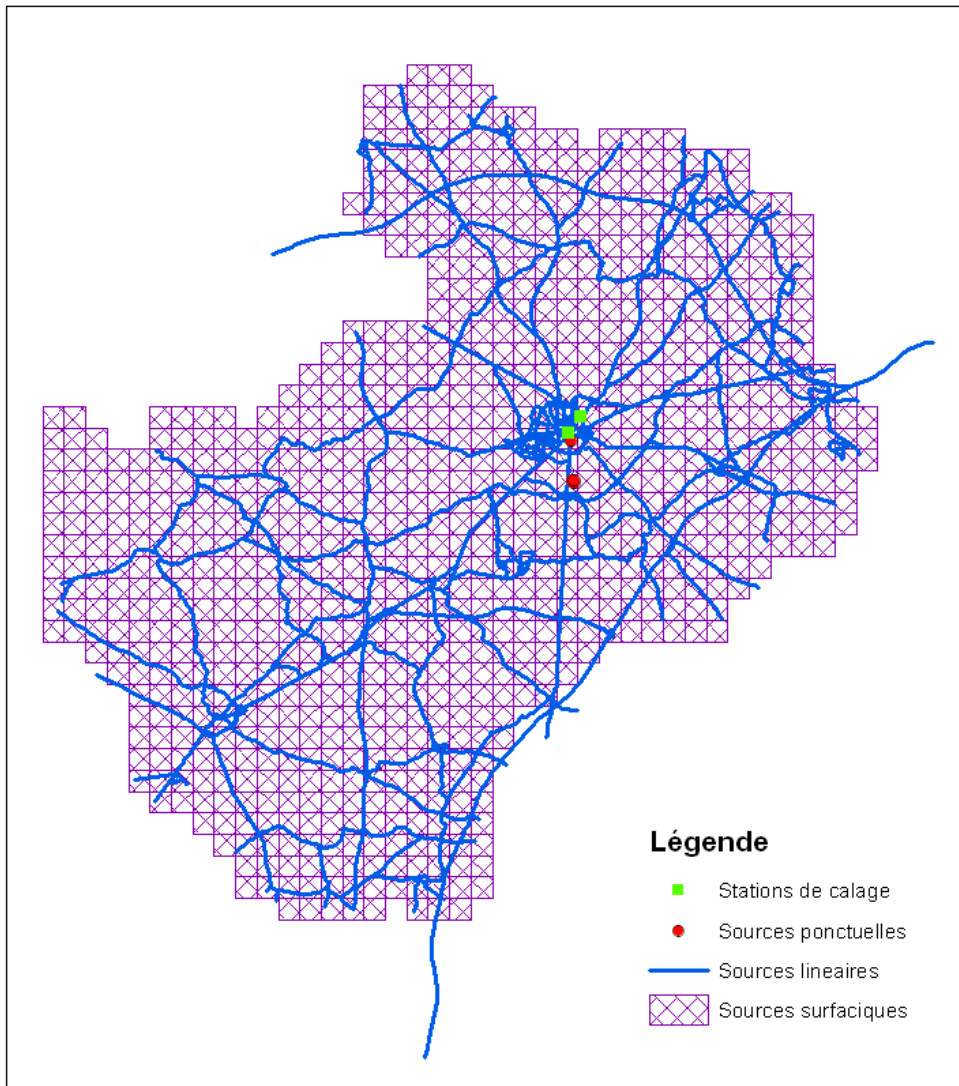 Légende
Stations de calage
Sources ponctuelles
Sources lineaires
Sources surfaciques